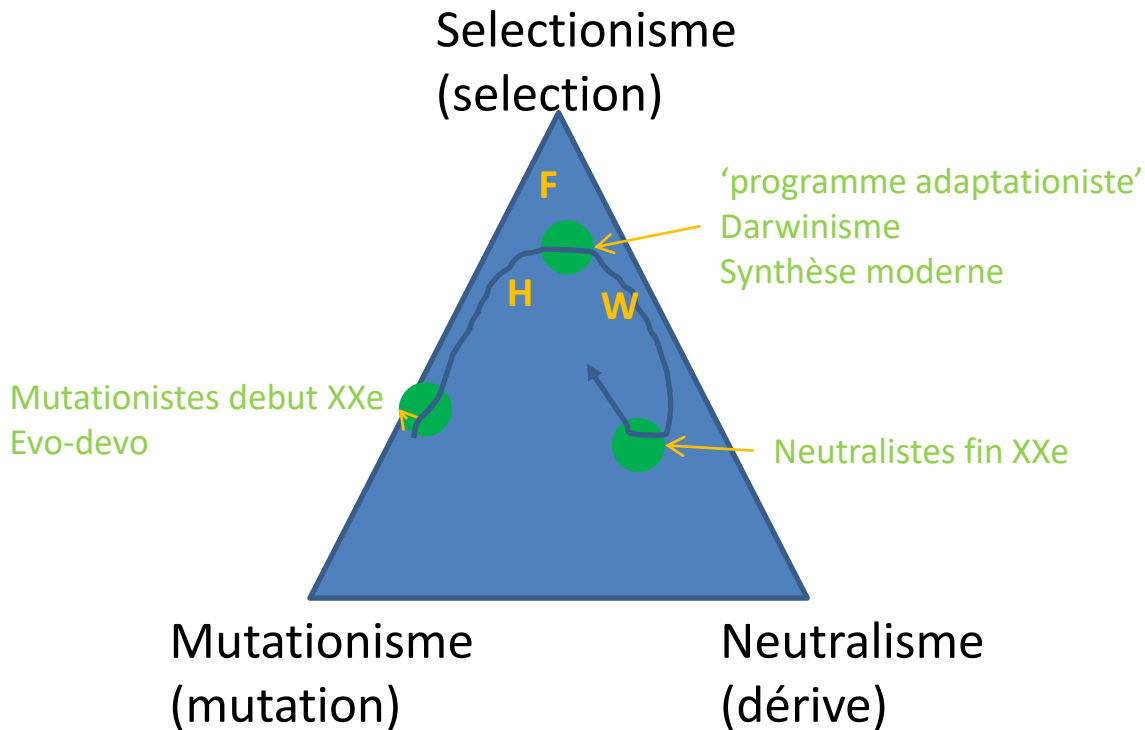 Selectionisme
(selection)
F
‘programme adaptationiste’
Darwinisme
Synthèse moderne
H
W
Mutationistes debut XXe
Evo-devo
Neutralistes fin XXe
Mutationisme
(mutation)
Neutralisme
(dérive)